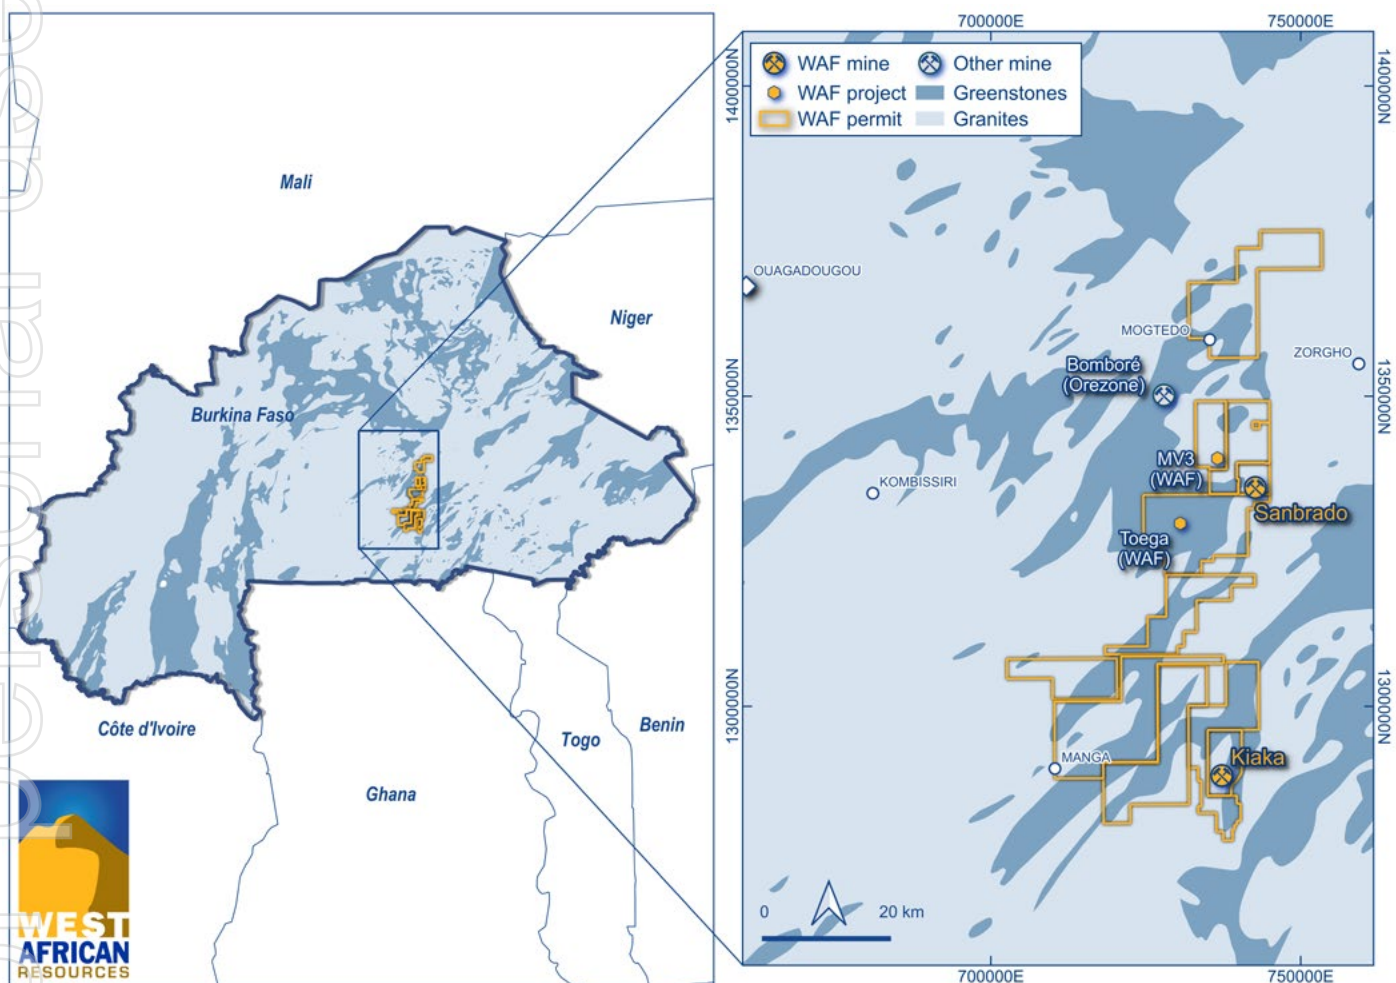 Mali
Niger
Burkina Faso
Côte d'Ivoire
Ghana
Togo
Benin
WEST
AFRICAN
RESOURCES
700000E
750000E
WAF mine
Other mine
WAF project
Greenstones
WAF permit
Granites
1400000N
1400000N
OUAGADOUGOU
MOGTEDO
ZORGHO
Bomboré
(Orezone)
1350000N
1350000N
MV3
(WAF)
KOMBISSIRI
Sanbrado
Toega
(WAF)
1300000N
1300000N
MANGA
Kiaka
0
20 km
700000E
750000E